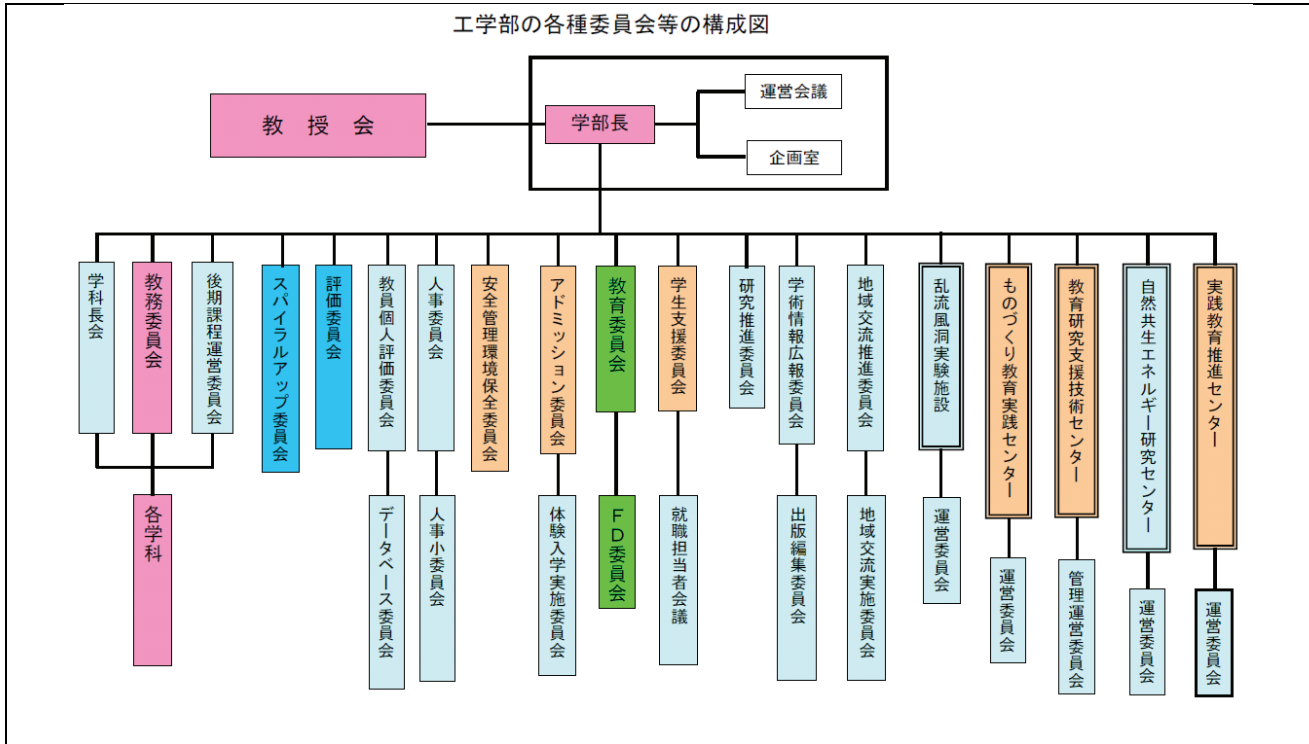 工学部の各種委員会等の構成図
運営会議
教 授 会
学部長
企画室
学科長会
教務委員会
後期課程運営委員会
スパイラルアップ委員会
評価委員会
教員個人評価委員会
人事委員会
安全管理環境保全委員会
アドミッション委員会
教育委員会
学生支援委員会
研究推進委員会
学術情報広報委員会
地域交流推進委員会
乱流風洞実験施設
ものづくり教育実践センター
教育研究支援技術センター
自然共生エネルギー研究センター
実践教育推進センター
各学科
データベース委員会
人事小委員会
体験入学実施委員会
FD委員会
就職担当者会議
出版編集委員会
地域交流実施委員会
運営委員会
運営委員会
管理運営委員会
運営委員会
運営委員会